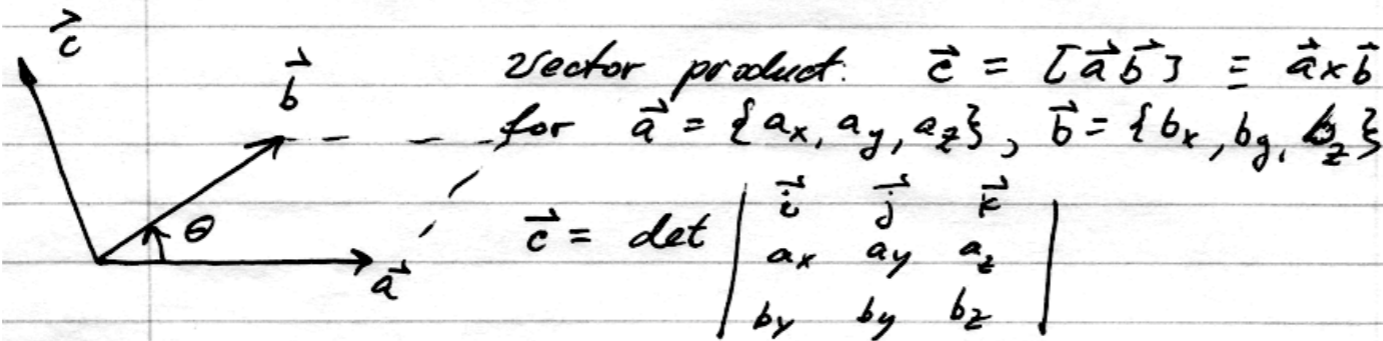 c⃗
b⃗
θ
a⃗
Vector product. c⃗ = [a⃗b⃗] = a⃗×b⃗
for a⃗ = {ax, ay, az}, b⃗ = {bx, by, bz}
c⃗ = det | i⃗ j⃗ k⃗
ax ay az
by by bz |